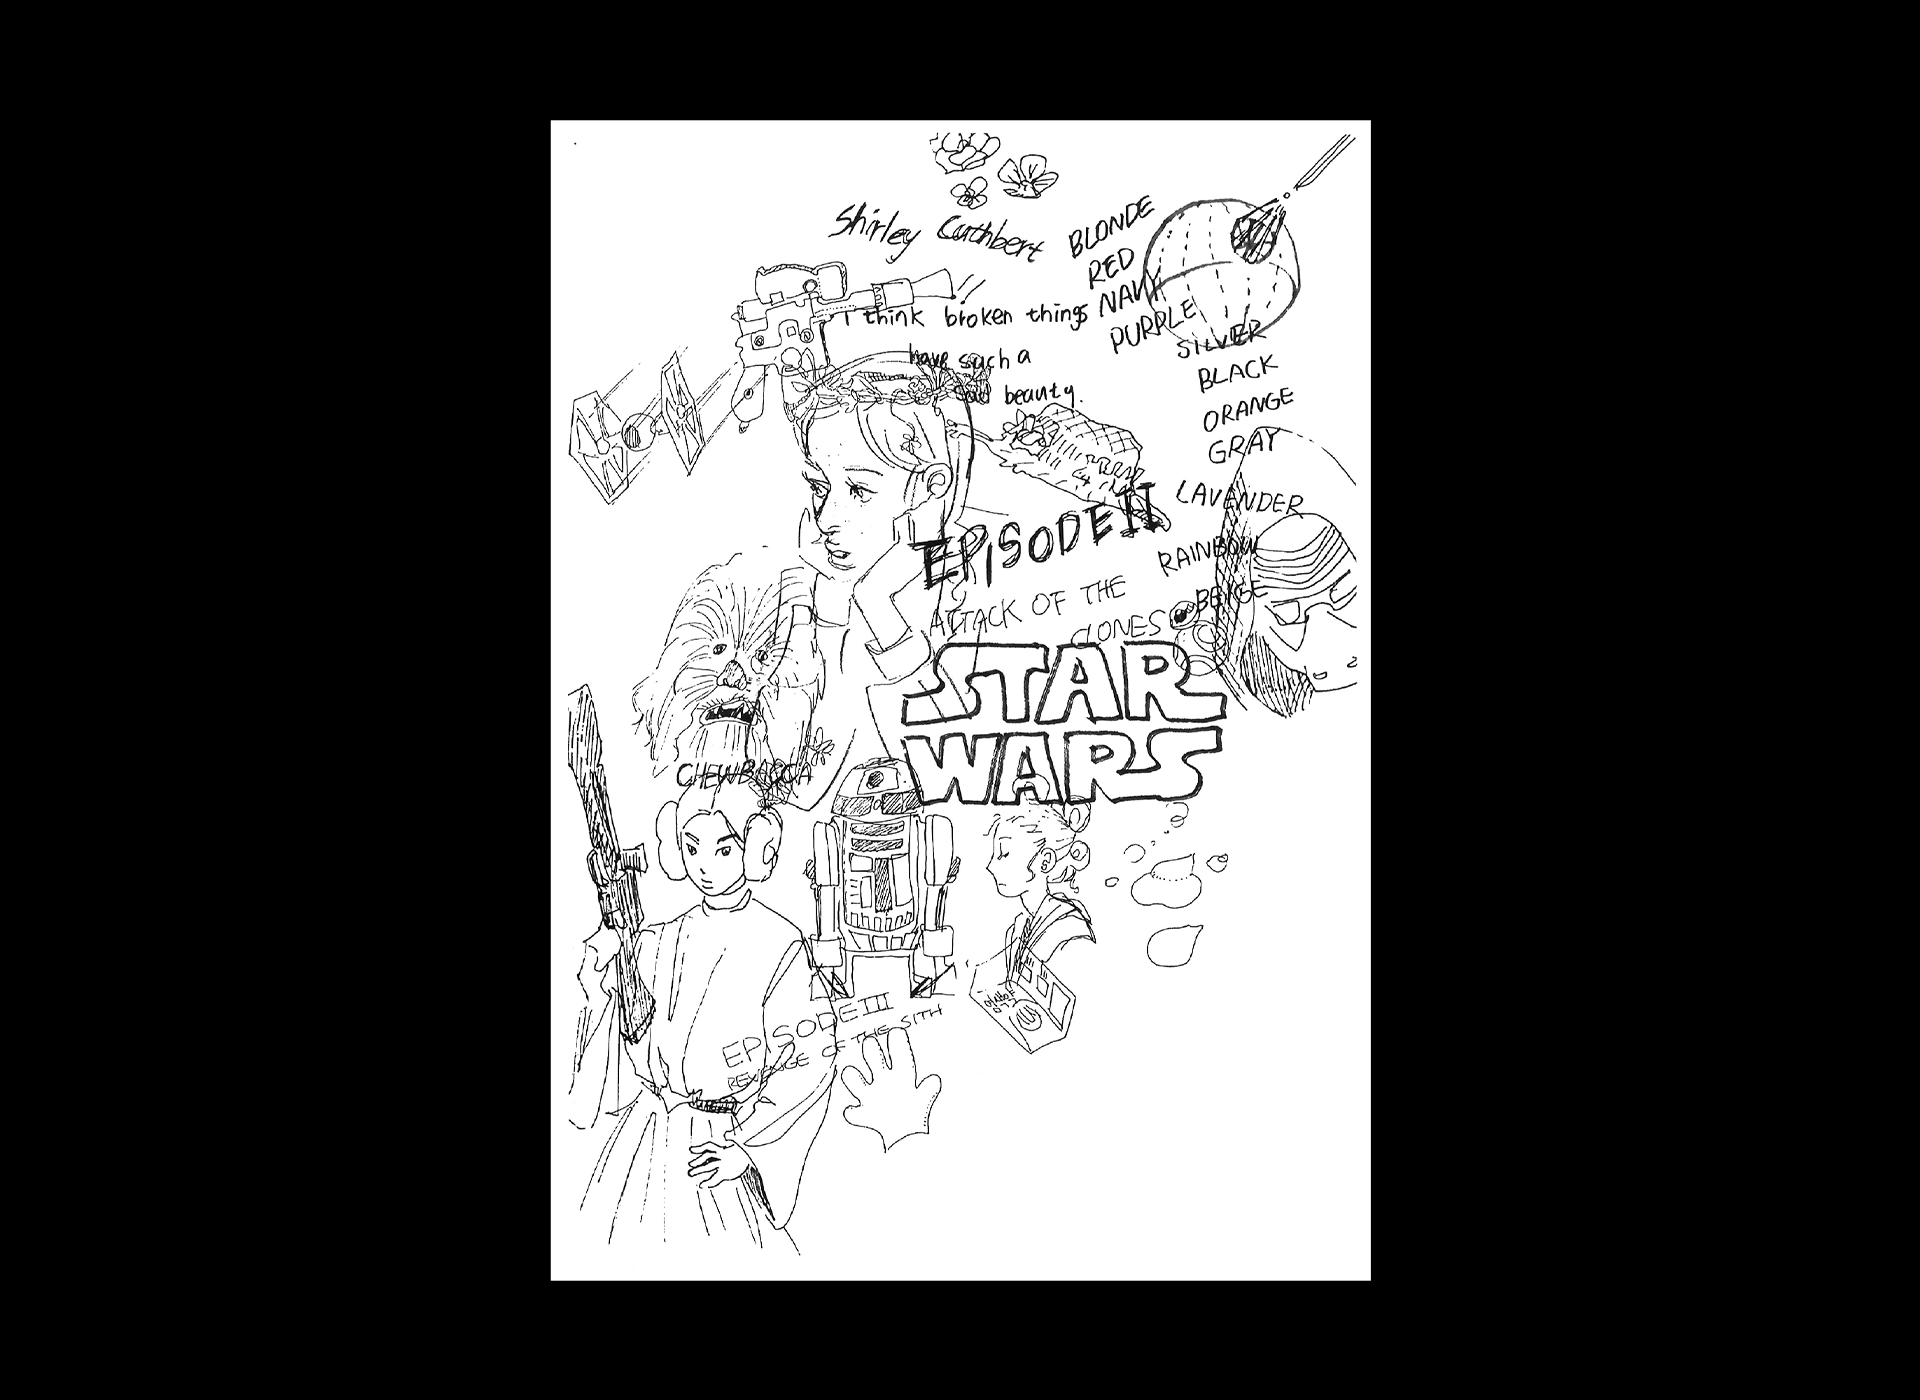 Shirley Cuthbert
I think broken things
have such a
sad beauty.
BLONDE
RED
NAVY
PURPLE
SILVER
BLACK
ORANGE
GRAY
LAVENDER
RAINBOW
BEIGE
EPISODE II
ATTACK OF THE
CLONES
STAR
WARS
CHEWBACCA
EPISODE III
REVENGE OF THE SITH